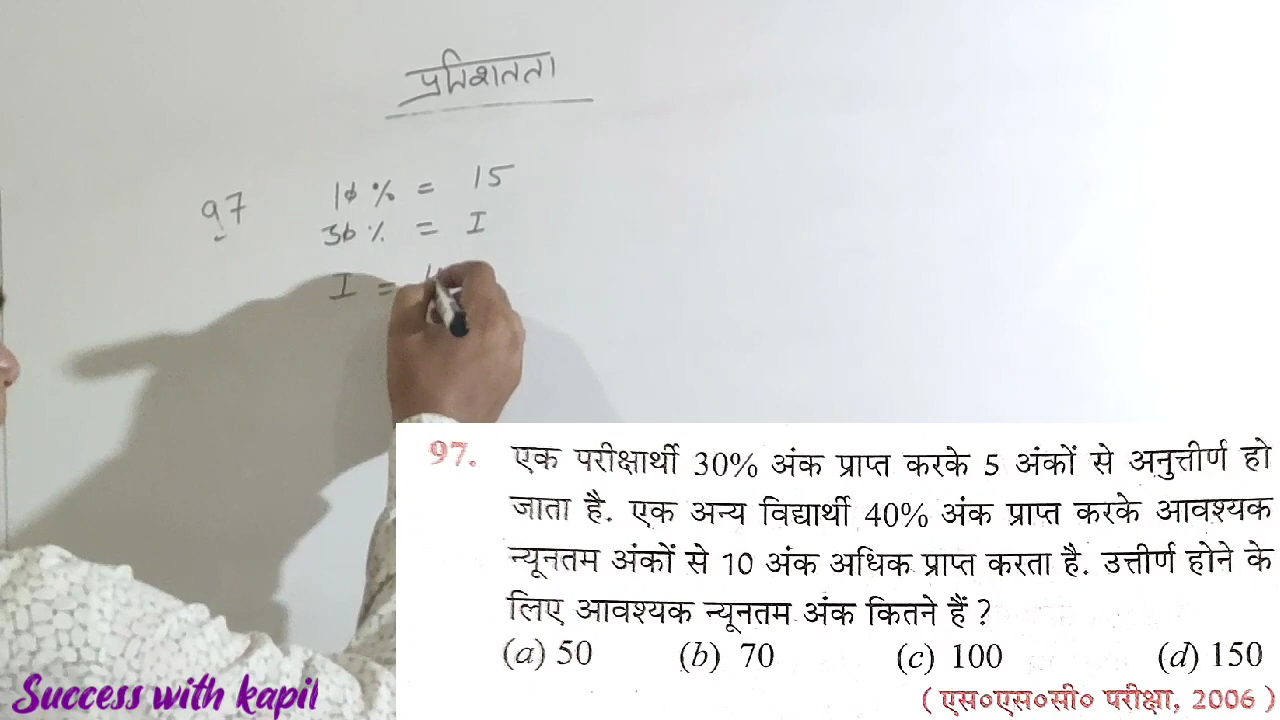 प्रतिशतता
97
10% = 15
30% = I
I =
97. एक परीक्षार्थी 30% अंक प्राप्त करके 5 अंकों से अनुत्तीर्ण हो
जाता है. एक अन्य विद्यार्थी 40% अंक प्राप्त करके आवश्यक
न्यूनतम अंकों से 10 अंक अधिक प्राप्त करता है. उत्तीर्ण होने के
लिए आवश्यक न्यूनतम अंक कितने हैं ?
(a) 50 (b) 70 (c) 100 (d) 150
( एस०एस०सी० परीक्षा, 2006 )
Success with kapil